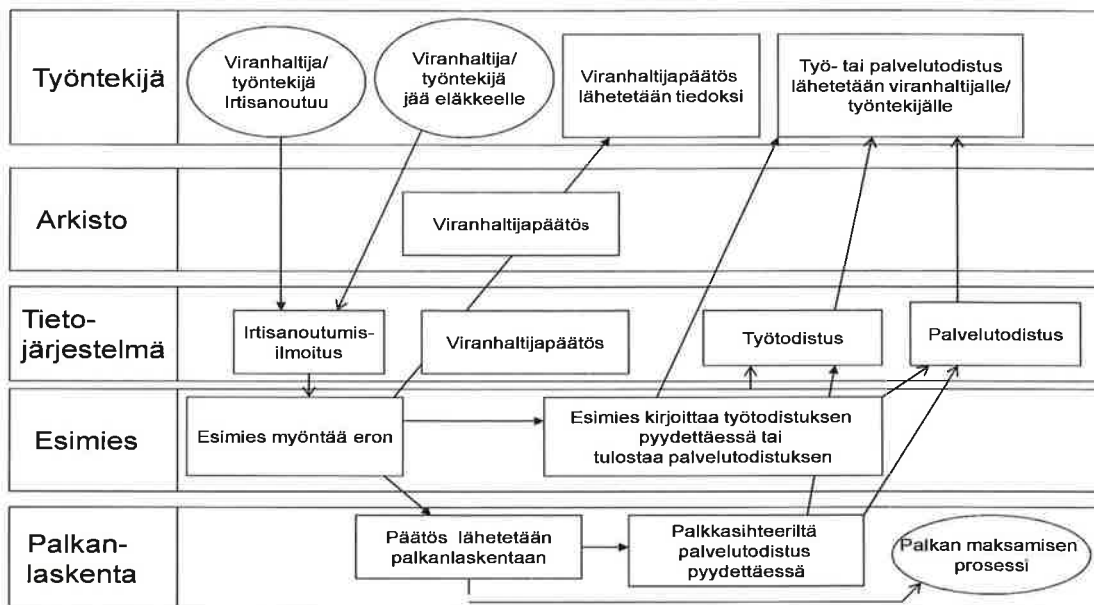 Työntekijä
Viranhaltija/
työntekijä
Irtisanoutuu
Viranhaltija/
työntekijä
jää eläkkeelle
Viranhaltijapäätös
lähetetään tiedoksi
Työ- tai palvelutodistus
lähetetään viranhaltijalle/
työntekijälle
Arkisto
Viranhaltijapäätös
Tieto-
järjestelmä
Irtisanoutumis-
ilmoitus
Viranhaltijapäätös
Työtodistus
Palvelutodistus
Esimies
Esimies myöntää eron
Esimies kirjoittaa työtodistuksen
pyydettäessä tai
tulostaa palvelutodistuksen
Palkan-
laskenta
Päätös lähetetään
palkanlaskentaan
Palkkasihteeriltä
palvelutodistus
pyydettäessä
Palkan maksamisen
prosessi